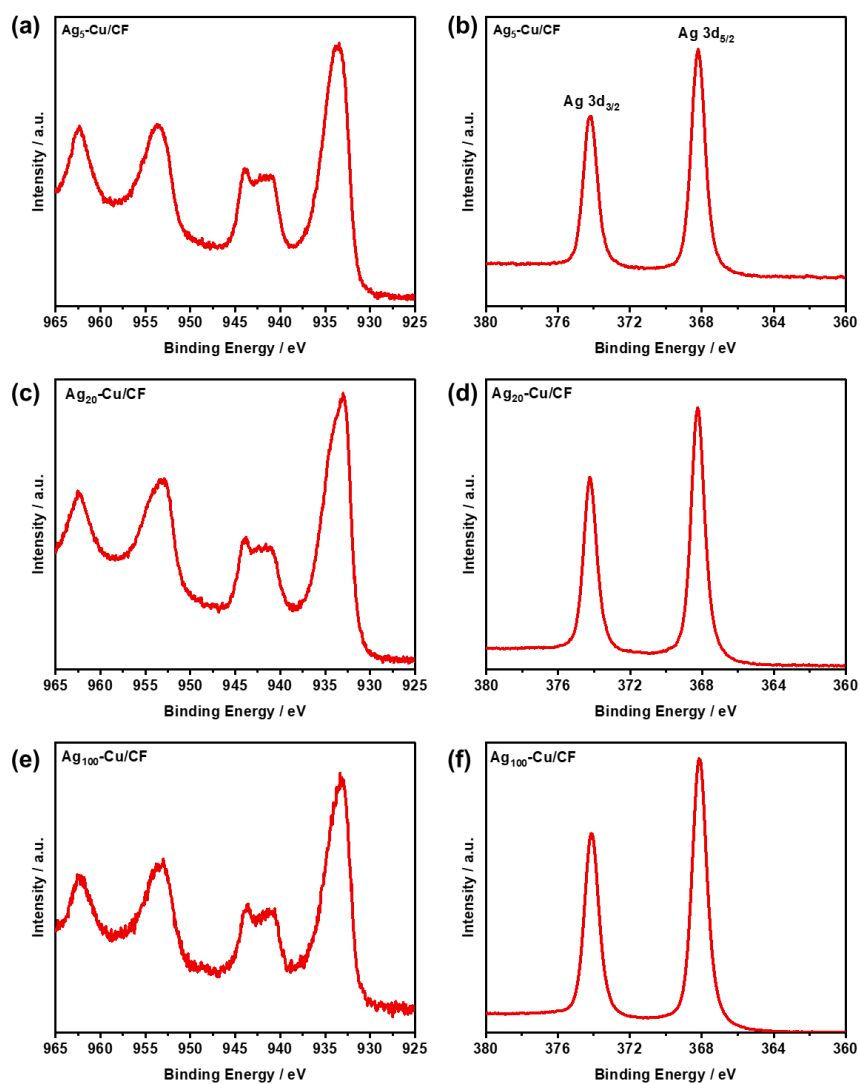 (a)
Ag₅-Cu/CF
Intensity / a.u.
965 960 955 950 945 940 935 930 925
Binding Energy / eV
(b)
Ag₅-Cu/CF
Ag 3d₅/₂
Ag 3d₃/₂
Intensity / a.u.
380 376 372 368 364 360
Binding Energy / eV
(c)
Ag₂₀-Cu/CF
Intensity / a.u.
965 960 955 950 945 940 935 930 925
Binding Energy / eV
(d)
Ag₂₀-Cu/CF
Intensity / a.u.
380 376 372 368 364 360
Binding Energy / eV
(e)
Ag₁₀₀-Cu/CF
Intensity / a.u.
965 960 955 950 945 940 935 930 925
Binding Energy / eV
(f)
Ag₁₀₀-Cu/CF
Intensity / a.u.
380 376 372 368 364 360
Binding Energy / eV